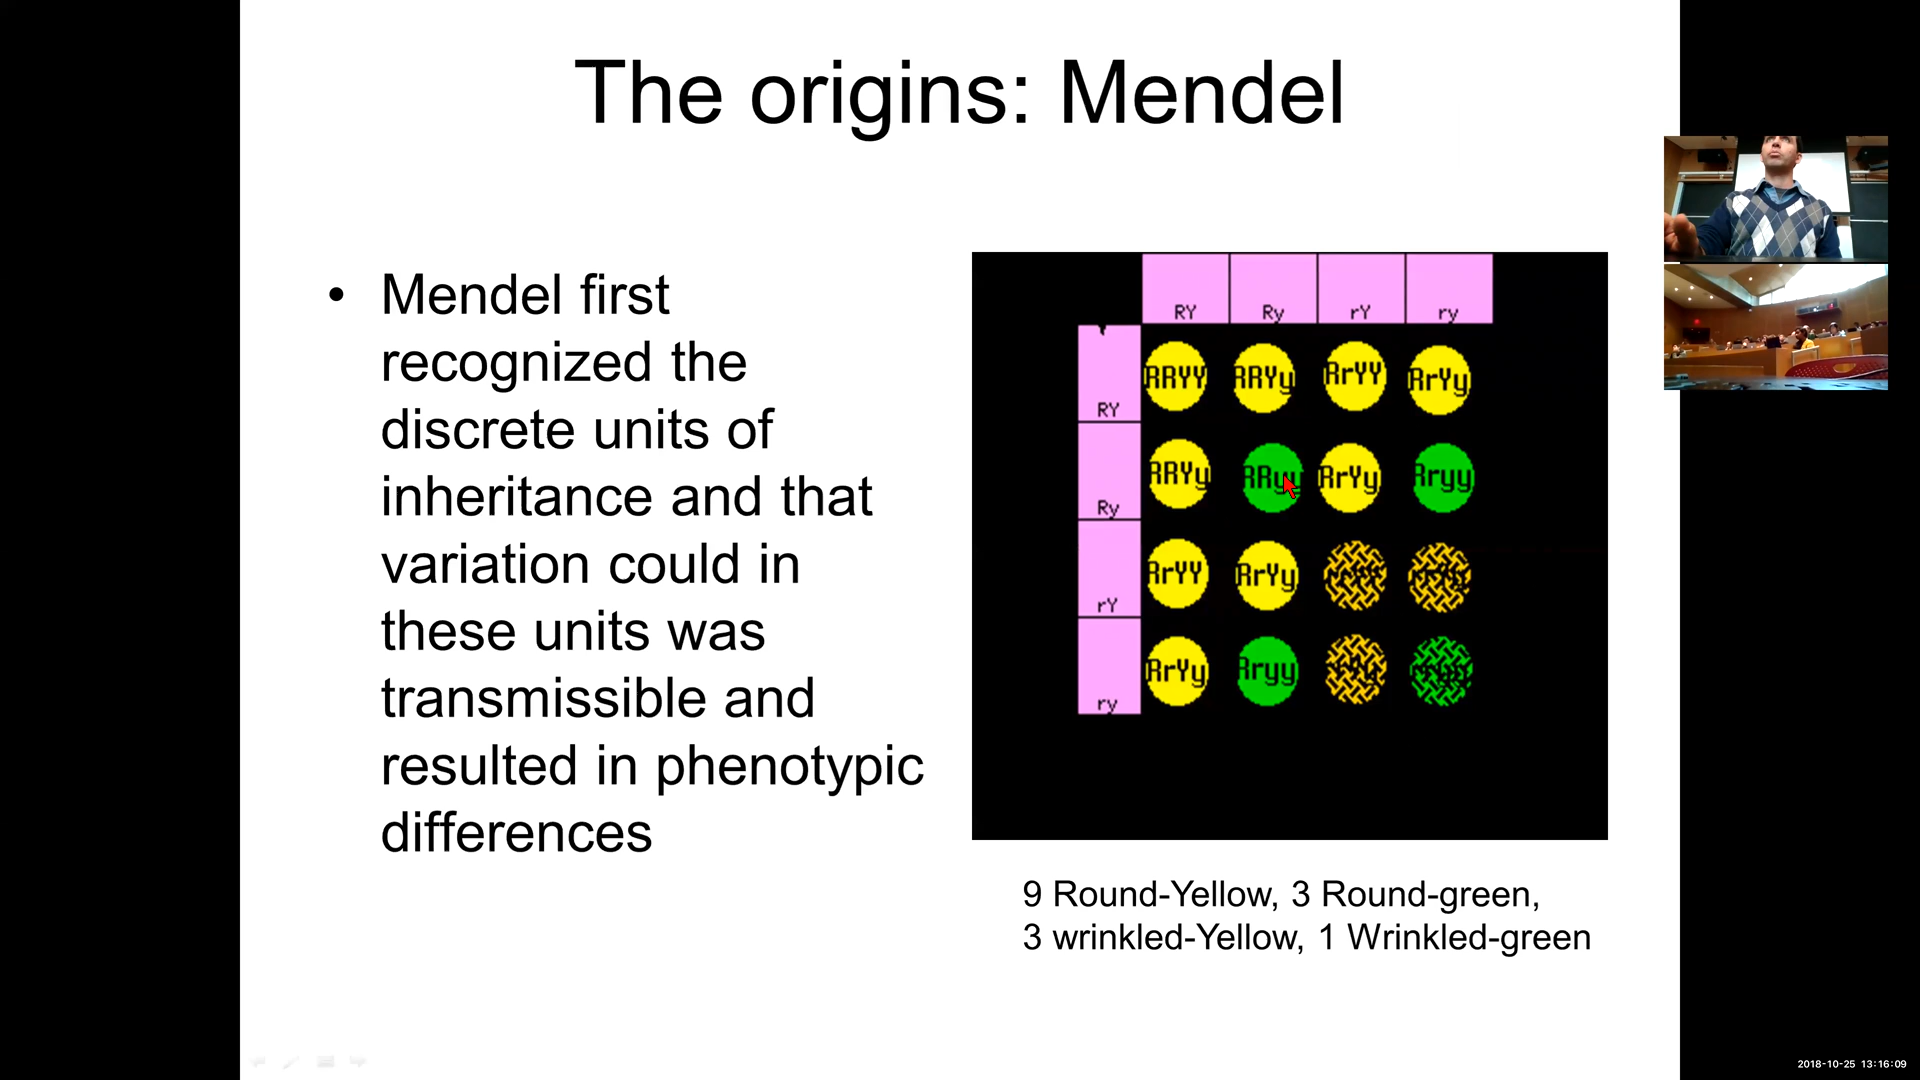 The origins: Mendel
• Mendel first
recognized the
discrete units of
inheritance and that
variation could in
these units was
transmissible and
resulted in phenotypic
differences
RY Ry rY ry
RY RRYY RRYy RrYY RrYy
Ry RRYy RRyy RrYy Rryy
rY RrYY RrYy
ry RrYy Rryy
9 Round-Yellow, 3 Round-green,
3 wrinkled-Yellow, 1 Wrinkled-green
2018-10-25 13:16:09